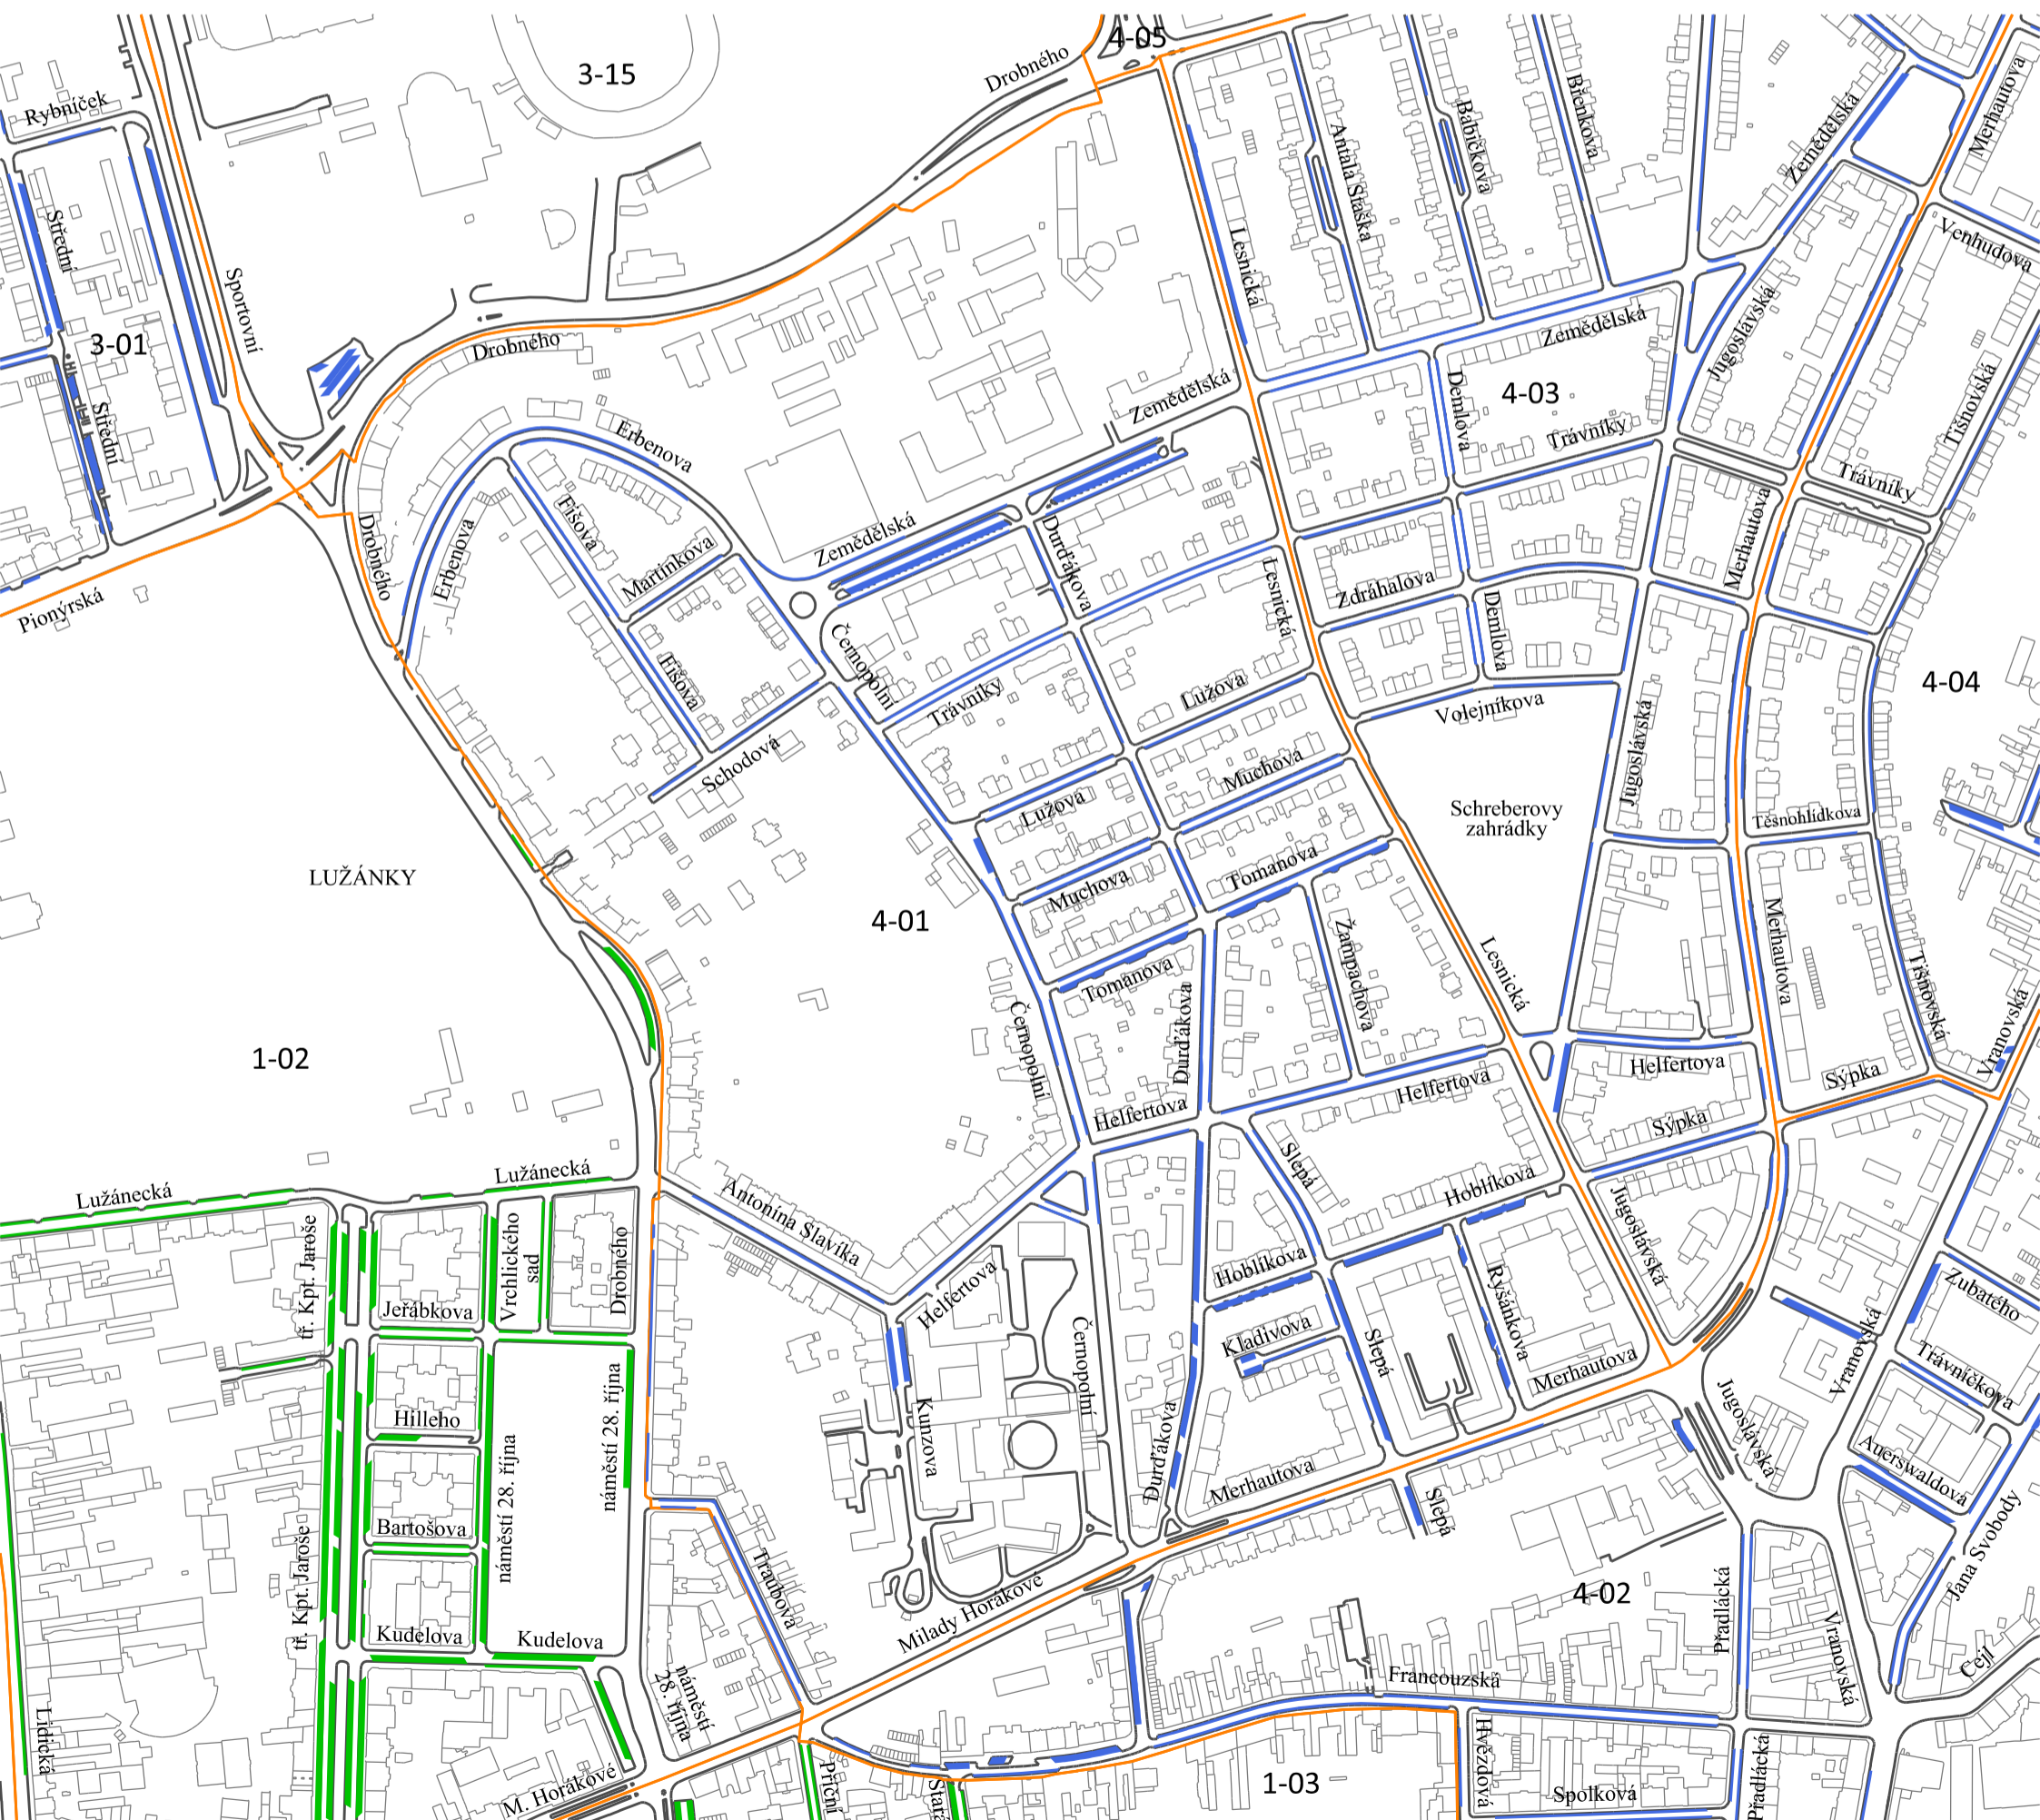 4-05
Drobného
3-15
Rybníček
Merhautova
Babičkova
Břenkova
Zemědělská
Antala Staška
Střední
Venhudova
Lesnická
Sportovní
3-01
Drobného
Zemědělská
Jugoslávská
4-03
Zemědělská
Demlova
Tišnovská
Střední
Trávníky
Erbenova
Trávníky
Fišova
Merhautova
Drobného
Erbenova
Zemědělská
Durďákova
Martinkova
Lesnická
Zdráhalova
Pionýrská
Demlova
Černopolní
Fišova
4-04
Lužova
Trávníky
Volejníkova
Jugoslávská
Schodová
Muchova
Lužova
Schreberovy
zahrádky
Těsnohlídkova
Tomanova
LUŽÁNKY
Muchova
4-01
Merhautova
Žampachova
Lesnická
Tomanova
Tišnovská
Durďákova
Černopolní
Vranovská
1-02
Helfertova
Sýpka
Helfertova
Helfertova
Sýpka
Slepá
Lužánecká
Lužánecká
Hoblíkova
Antonína Slavíka
Jugoslávská
tř. Kpt. Jaroše
Vrchlického
sad
Drobného
Hoblíkova
Helfertova
Zubatého
Jeřábkova
Ryšánkova
Kladivova
Slepá
Černopolní
Vranovská
Merhautova
Trávníčkova
Hilleho
náměstí 28. října
Jugoslávská
Kunzova
Durďákova
Auerswaldova
Merhautova
Slepá
náměstí 28. října
Bartošova
Jana Svobody
tř. Kpt. Jaroše
Traubova
Milady Horákové
4-02
Přadlácká
Vranovská
Kudelova
Kudelova
Cejl
náměstí
28. října
Francouzská
Lidická
Hvězdová
Přadlácká
M. Horákové
Příční
Stará
1-03
Spolková